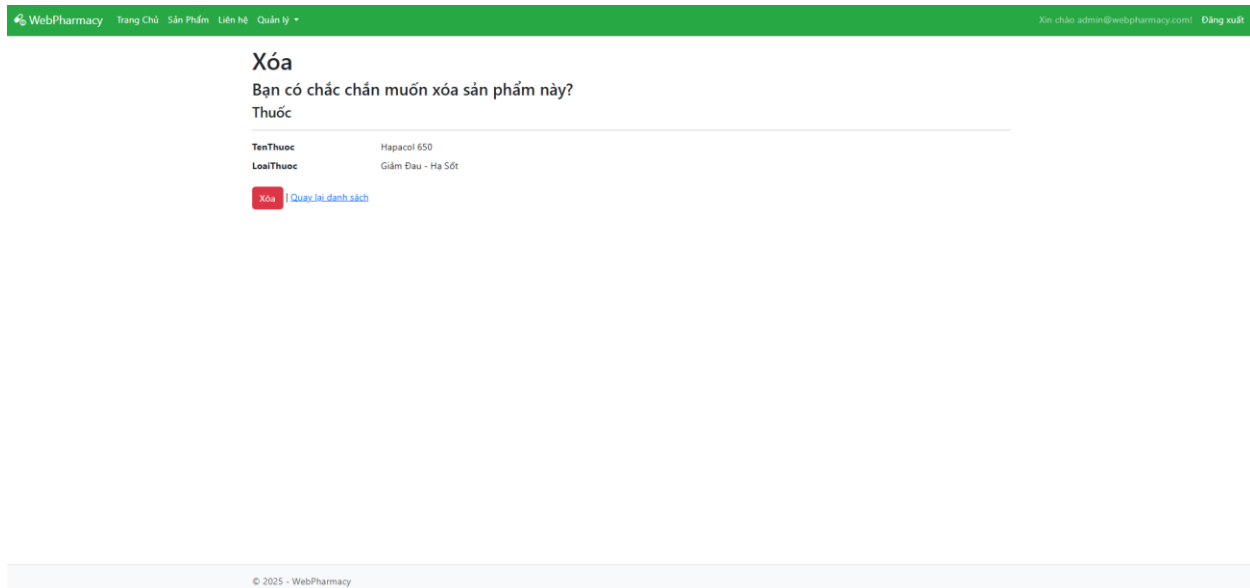 WebPharmacy Trang Chủ Sản Phẩm Liên hệ Quản lý Xin chào admin@webpharmacy.com! Đăng xuất
Xóa
Bạn có chắc chắn muốn xóa sản phẩm này?
Thuốc
TenThuoc Hapacol 650
LoaiThuoc Giảm Đau - Hạ Sốt
Xóa | Quay lại danh sách
© 2025 - WebPharmacy